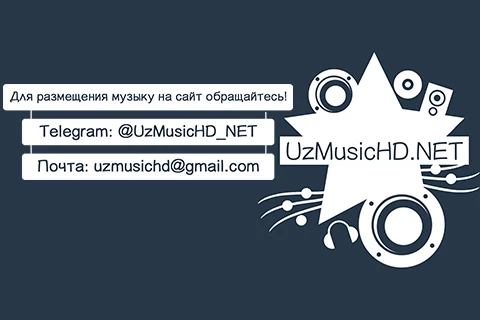 Для размещения музыку на сайт обращайтесь!
Telegram: @UzMusicHD_NET
Почта: uzmusichd@gmail.com
UzMusicHD.NET